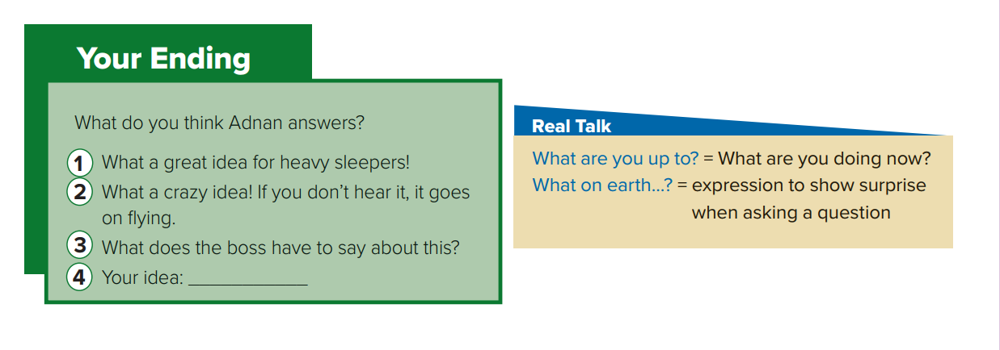 Your Ending
What do you think Adnan answers?
1 What a great idea for heavy sleepers!
2 What a crazy idea! If you don’t hear it, it goes
on flying.
3 What does the boss have to say about this?
4 Your idea: ____________
Real Talk
What are you up to? = What are you doing now?
What on earth...? = expression to show surprise
when asking a question